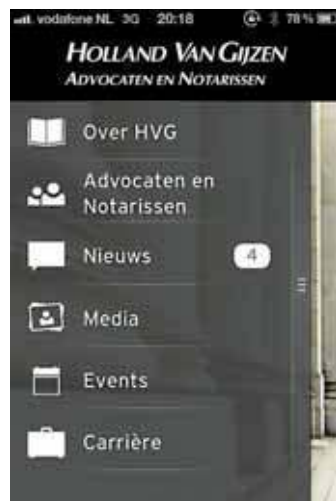 vodafone NL 3G 20:18 78%
HOLLAND VAN GIJZEN
ADVOCATEN EN NOTARISSEN
Over HVG
Advocaten en
Notarissen
Nieuws 4
Media
Events
Carrière